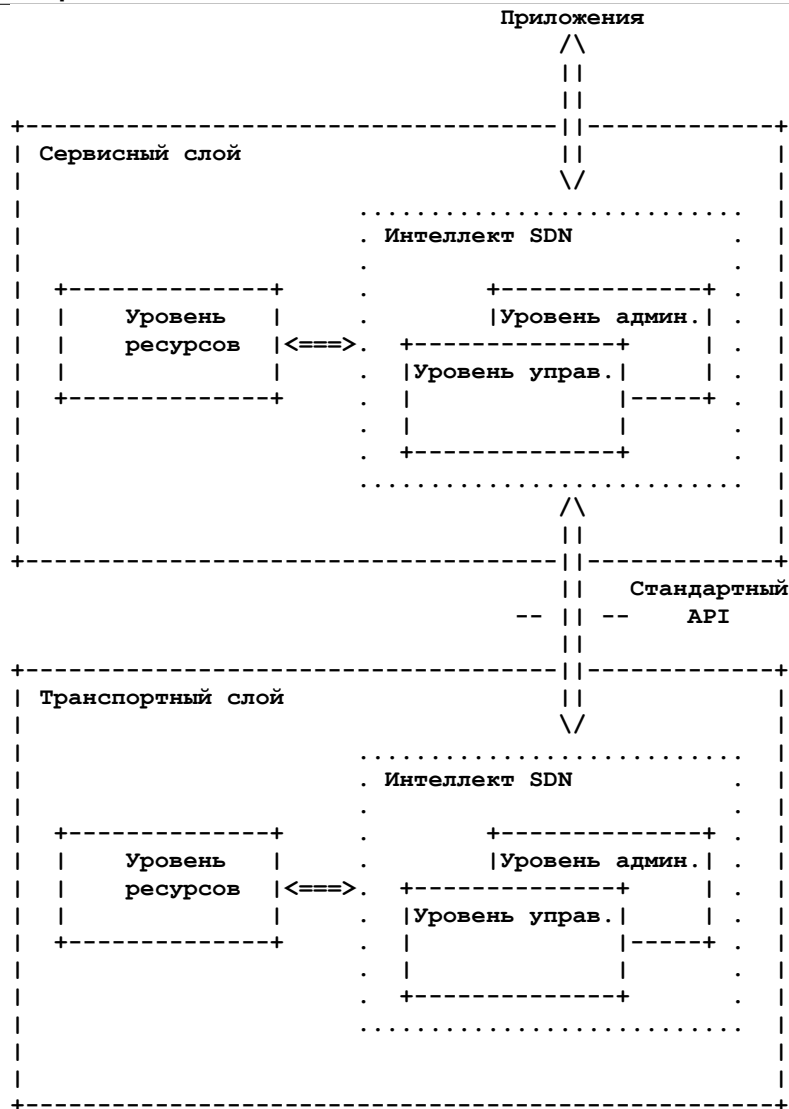 Приложения
Сервисный слой
Интеллект SDN
Уровень
ресурсов
Уровень админ.
Уровень управ.
Стандартный
API
Транспортный слой
Интеллект SDN
Уровень
ресурсов
Уровень админ.
Уровень управ.